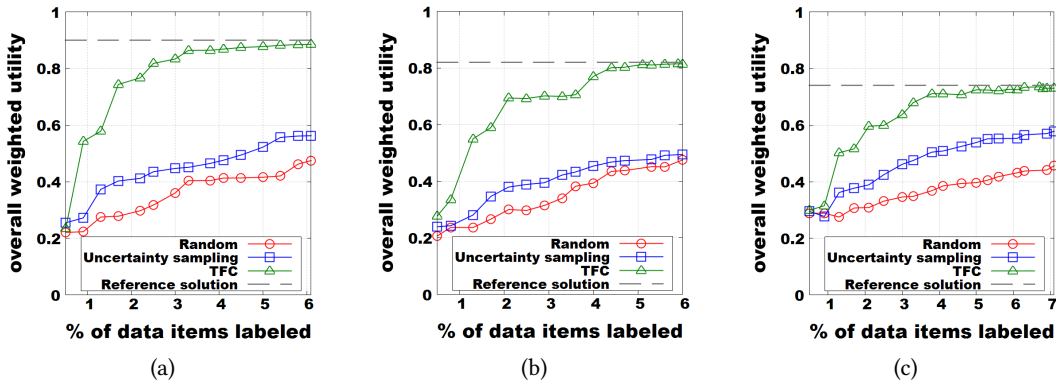 overall weighted utility
1
0.8
0.6
0.4
0.2
0
Random
Uncertainty sampling
TFC
Reference solution
1 2 3 4 5 6
% of data items labeled
(a)
overall weighted utility
1
0.8
0.6
0.4
0.2
0
Random
Uncertainty sampling
TFC
Reference solution
1 2 3 4 5 6
% of data items labeled
(b)
overall weighted utility
1
0.8
0.6
0.4
0.2
0
Random
Uncertainty sampling
TFC
Reference solution
1 2 3 4 5 6 7
% of data items labeled
(c)